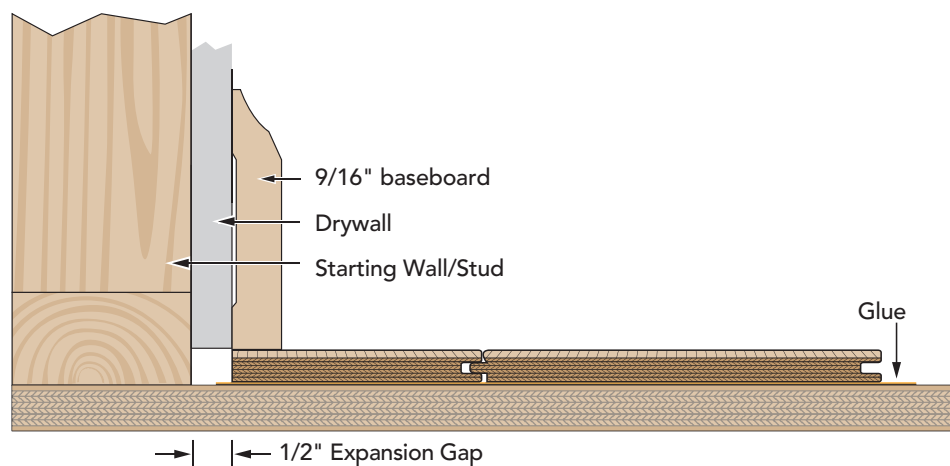 9/16" baseboard
Drywall
Starting Wall/Stud
Glue
1/2" Expansion Gap